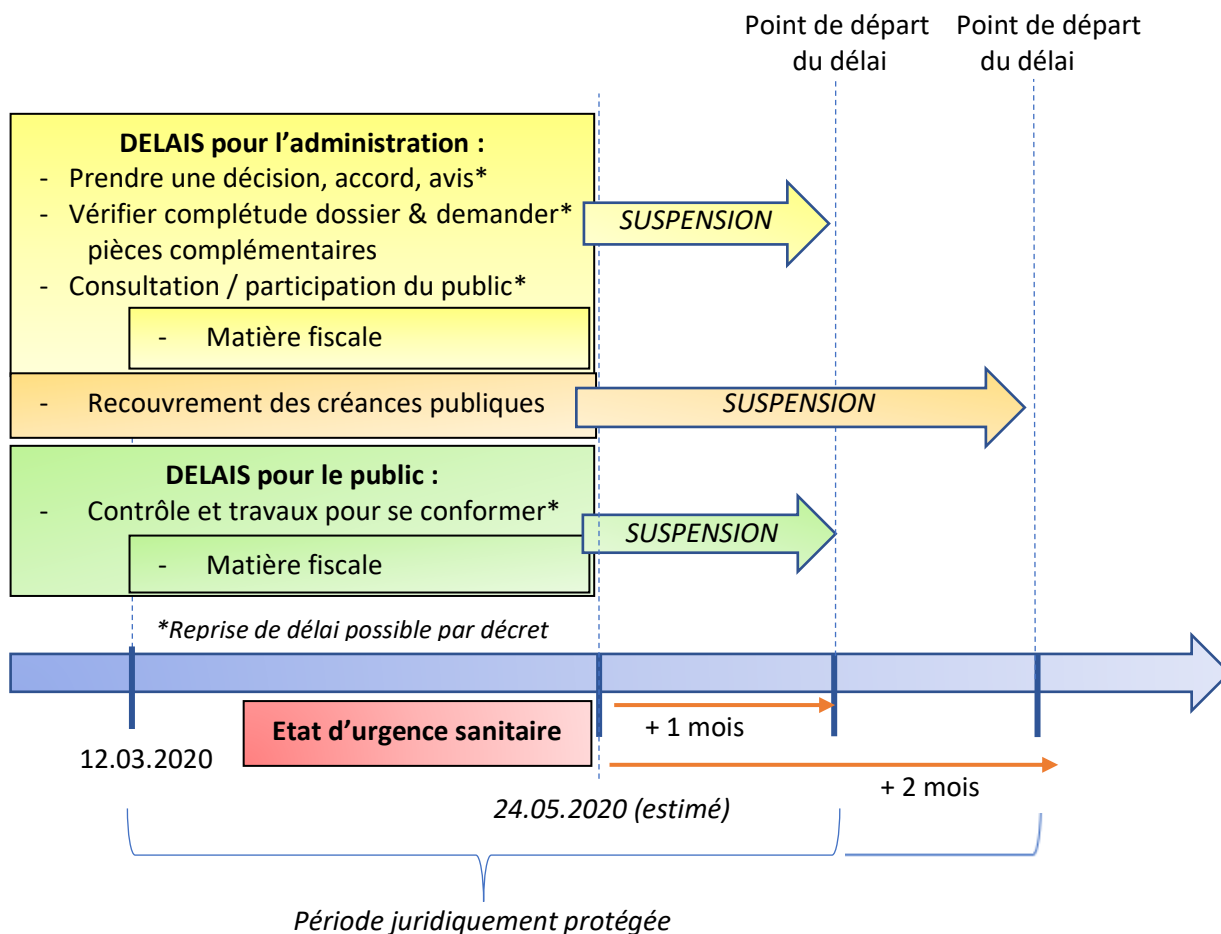 Point de départ
du délai
Point de départ
du délai
DELAIS pour l’administration :
- Prendre une décision, accord, avis*
- Vérifier complétude dossier & demander*
pièces complémentaires
- Consultation / participation du public*
- Matière fiscale
SUSPENSION
- Recouvrement des créances publiques
SUSPENSION
DELAIS pour le public :
- Contrôle et travaux pour se conformer*
- Matière fiscale
SUSPENSION
*Reprise de délai possible par décret
Etat d’urgence sanitaire
+ 1 mois
12.03.2020
+ 2 mois
24.05.2020 (estimé)
Période juridiquement protégée